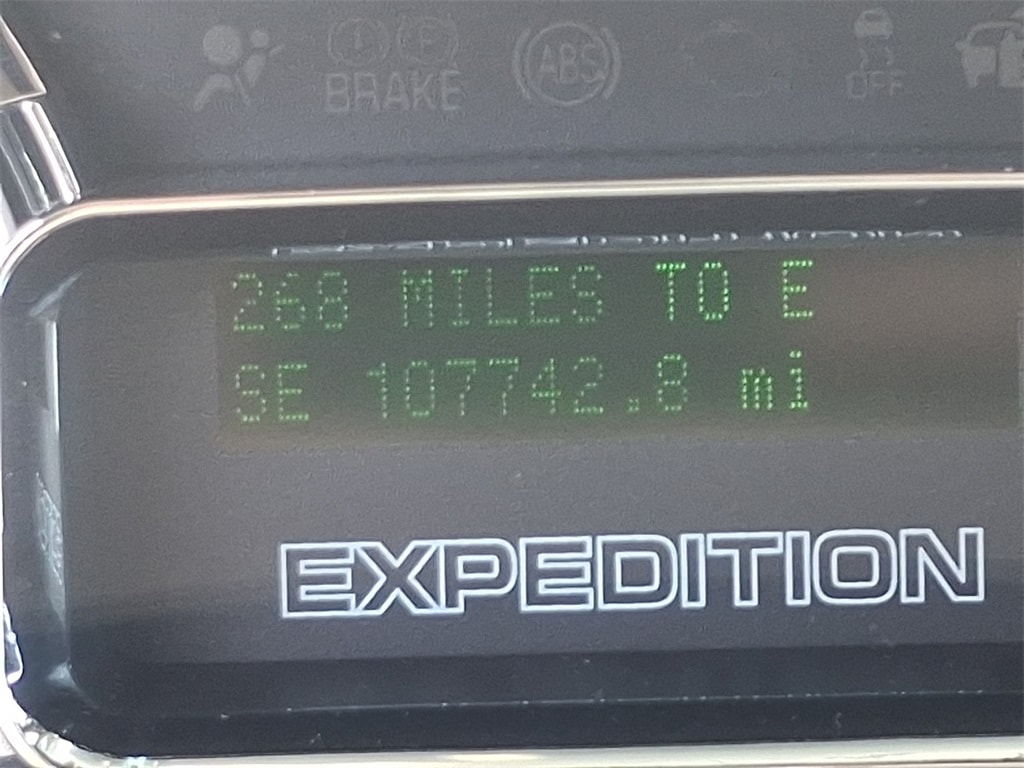 BRAKE ABS OFF
268 MILES TO E
SE 107742.8 mi
EXPEDITION